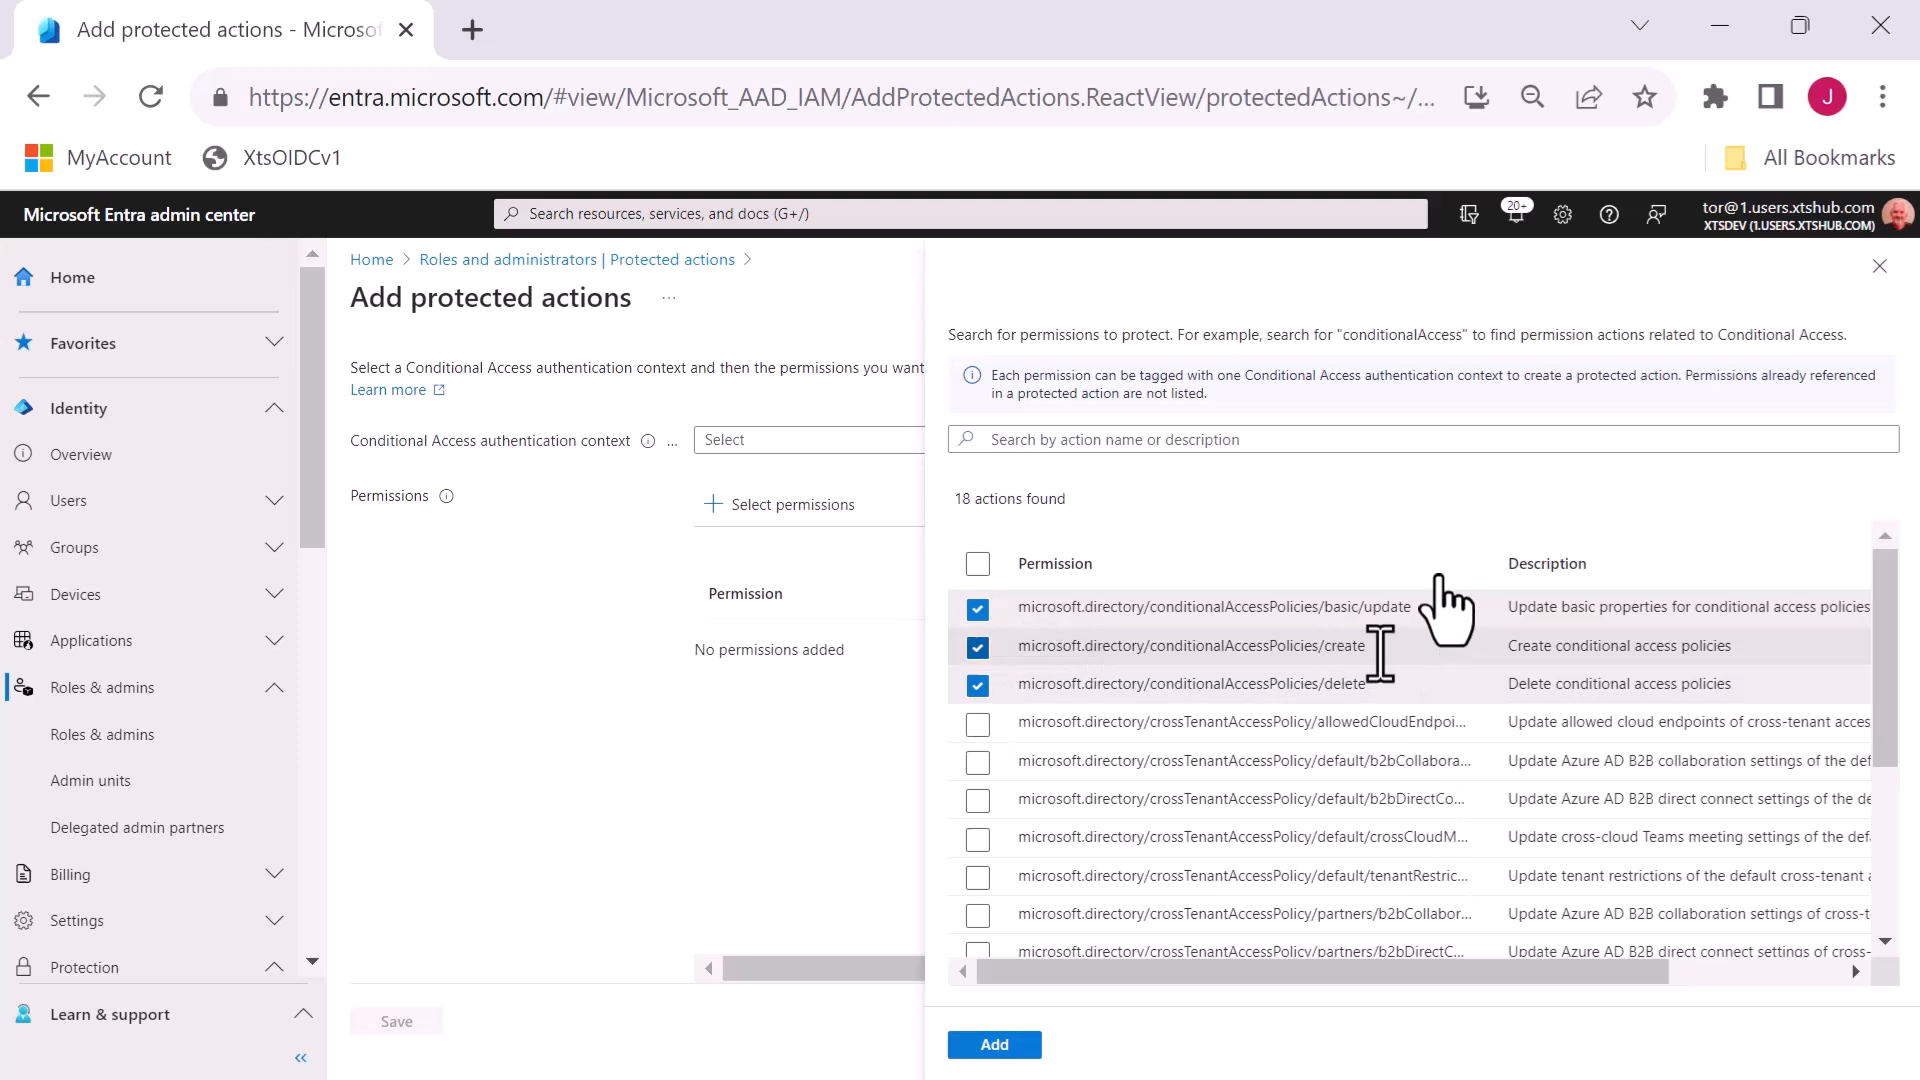 Add protected actions - Microsof
https://entra.microsoft.com/#view/Microsoft_AAD_IAM/AddProtectedActions.ReactView/protectedActions~/...
J
MyAccount
XtsOIDCv1
All Bookmarks
Microsoft Entra admin center
Search resources, services, and docs (G+/)
20+
tor@1.users.xtshub.com
XTSDEV (1.USERS.XTSHUB.COM)
Home
Favorites
Identity
Overview
Users
Groups
Devices
Applications
Roles & admins
Roles & admins
Admin units
Delegated admin partners
Billing
Settings
Protection
Learn & support
Home > Roles and administrators | Protected actions >
Add protected actions ...
Select a Conditional Access authentication context and then the permissions you want
Learn more
Conditional Access authentication context ...
Select
Permissions
Select permissions
Permission
No permissions added
Save
Search for permissions to protect. For example, search for "conditionalAccess" to find permission actions related to Conditional Access.
Each permission can be tagged with one Conditional Access authentication context to create a protected action. Permissions already referenced
in a protected action are not listed.
Search by action name or description
18 actions found
Permission Description
microsoft.directory/conditionalAccessPolicies/basic/update Update basic properties for conditional access policies
microsoft.directory/conditionalAccessPolicies/create Create conditional access policies
microsoft.directory/conditionalAccessPolicies/delete Delete conditional access policies
microsoft.directory/crossTenantAccessPolicy/allowedCloudEndpoi... Update allowed cloud endpoints of cross-tenant acces
microsoft.directory/crossTenantAccessPolicy/default/b2bCollabora... Update Azure AD B2B collaboration settings of the def
microsoft.directory/crossTenantAccessPolicy/default/b2bDirectCo... Update Azure AD B2B direct connect settings of the de
microsoft.directory/crossTenantAccessPolicy/default/crossCloudM... Update cross-cloud Teams meeting settings of the def
microsoft.directory/crossTenantAccessPolicy/default/tenantRestric... Update tenant restrictions of the default cross-tenant a
microsoft.directory/crossTenantAccessPolicy/partners/b2bCollabor... Update Azure AD B2B collaboration settings of cross-t
microsoft.directory/crossTenantAccessPolicy/partners/b2bDirectC... Update Azure AD B2B direct connect settings of cross-
Add